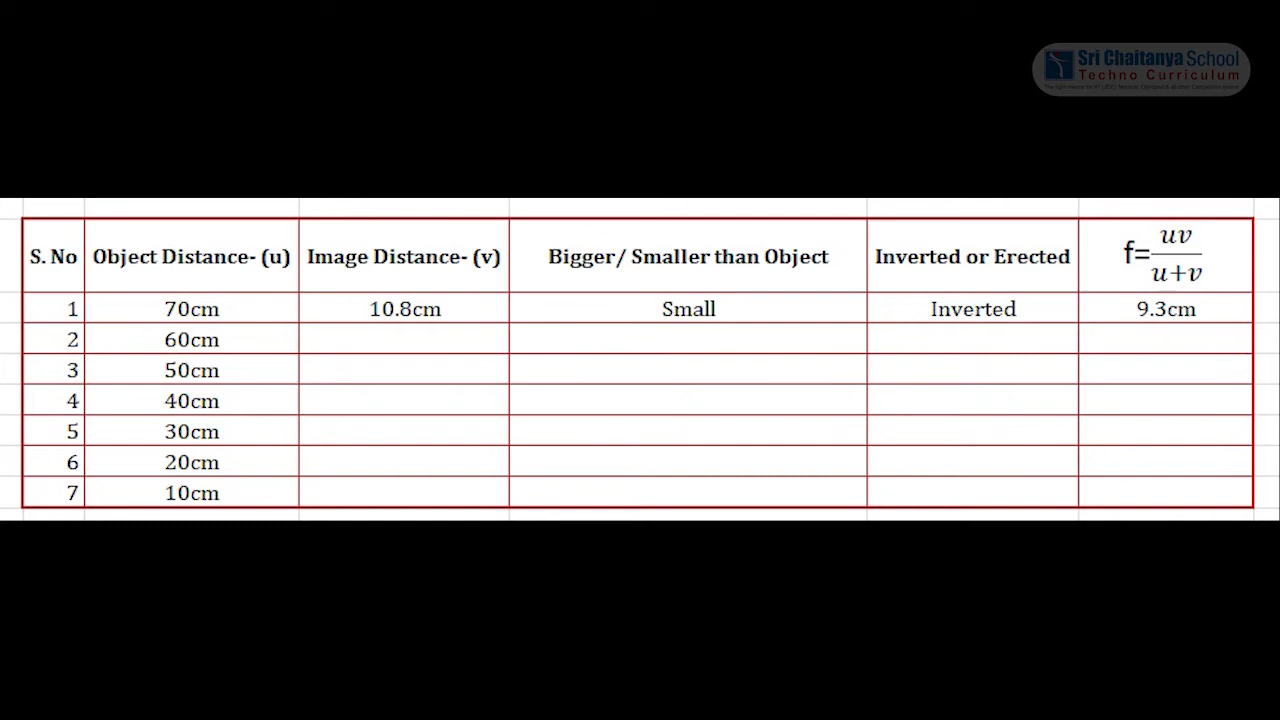 Sri Chaitanya School
Techno Curriculum
S. No Object Distance- (u) Image Distance- (v) Bigger/ Smaller than Object Inverted or Erected f=uv/u+v
1 70cm 10.8cm Small Inverted 9.3cm
2 60cm
3 50cm
4 40cm
5 30cm
6 20cm
7 10cm